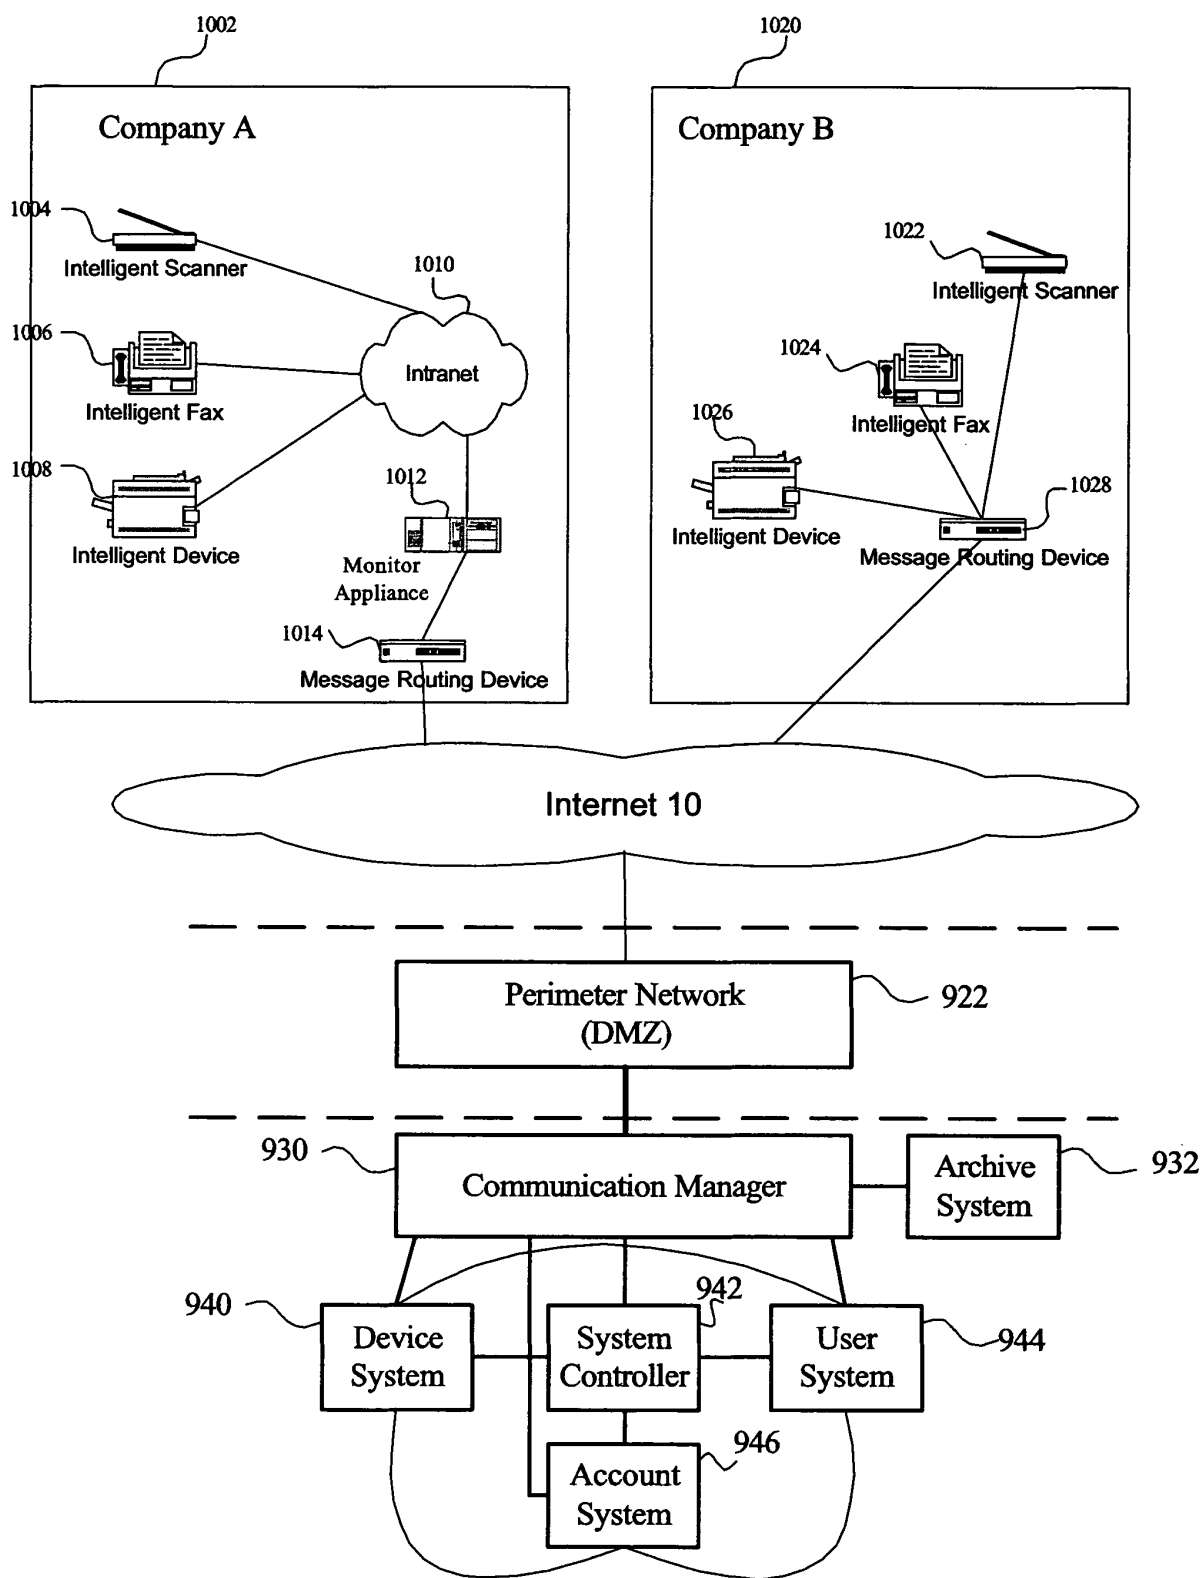 1002
1020
Company A
Company B
1004
Intelligent Scanner
1022
Intelligent Scanner
1010
1006
Intranet
Intelligent Fax
1024
Intelligent Fax
1026
1008
Intelligent Device
1012
Monitor
Appliance
Intelligent Device
1028
Message Routing Device
1014
Message Routing Device
Internet 10
Perimeter Network
(DMZ)
922
930
Communication Manager
Archive
System
932
940
Device
System
942
System
Controller
User
System
944
946
Account
System